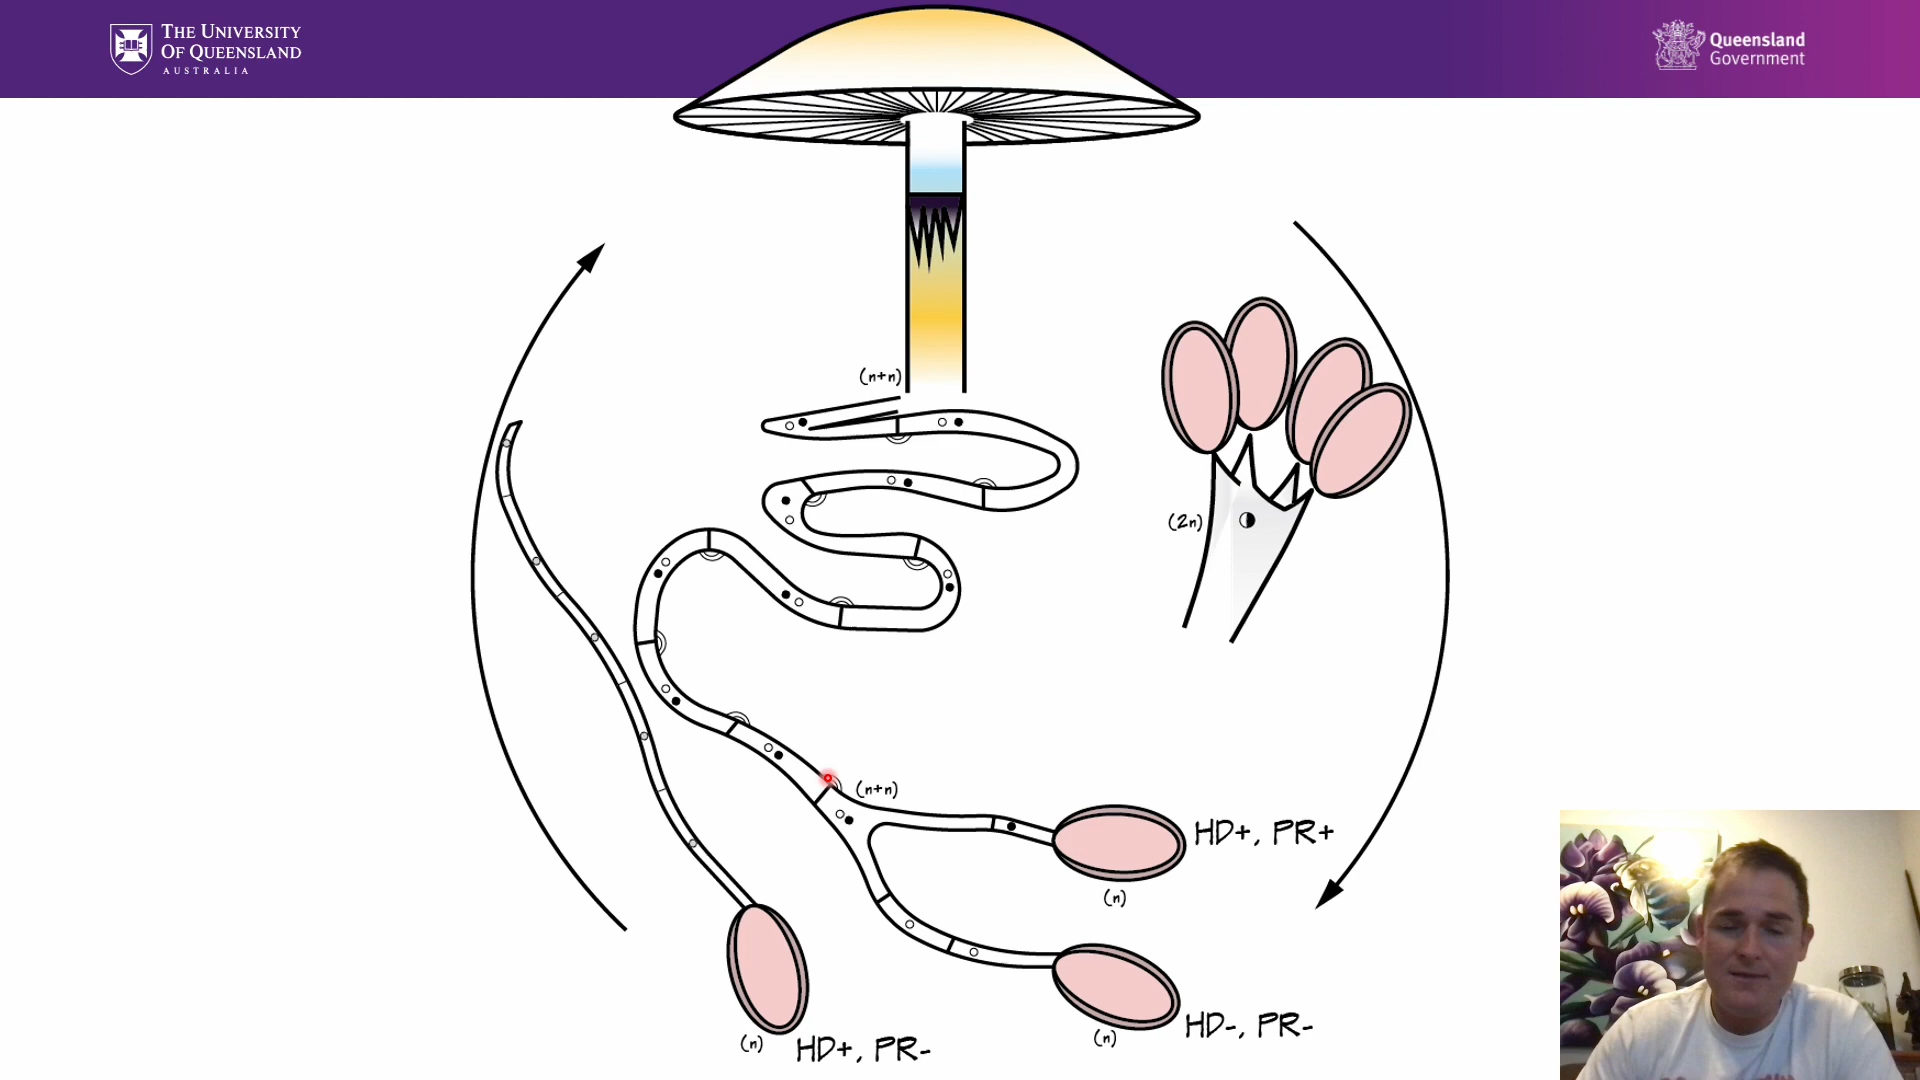 THE UNIVERSITY
OF QUEENSLAND
AUSTRALIA
Queensland
Government
(n+n)
(2n)
(n+n)
HD+, PR+
(n)
HD-, PR-
(n)
(n)
HD+, PR-